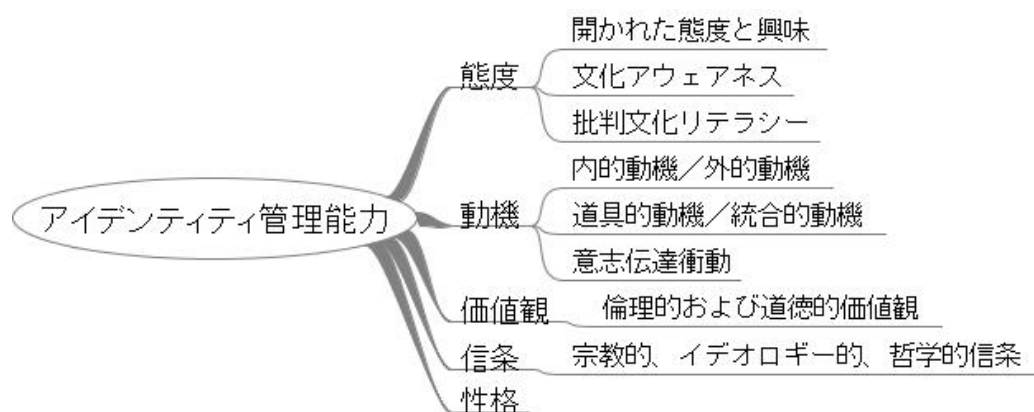 アイデンティティ管理能力
態度
開かれた態度と興味
文化アウェアネス
批判文化リテラシー
動機
内的動機／外的動機
道具的動機／統合的動機
意志伝達衝動
価値観
倫理的および道徳的価値観
信条
宗教的、イデオロギー的、哲学的信条
性格